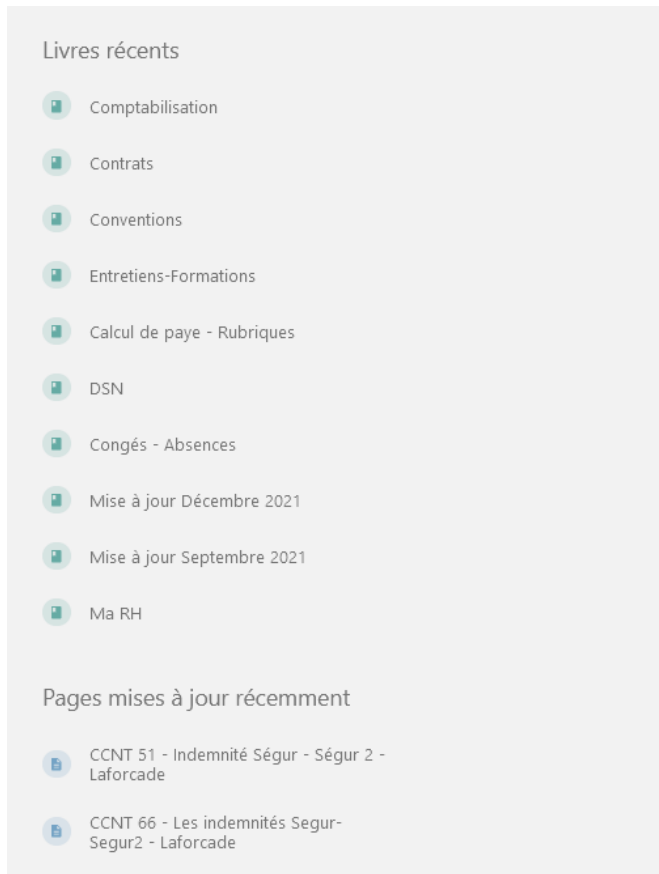 Livres récents
Comptabilisation
Contrats
Conventions
Entretiens-Formations
Calcul de paye - Rubriques
DSN
Congés - Absences
Mise à jour Décembre 2021
Mise à jour Septembre 2021
Ma RH
Pages mises à jour récemment
CCNT 51 - Indemnité Ségur - Ségur 2 -
Laforcade
CCNT 66 - Les indemnités Segur-
Segur2 - Laforcade